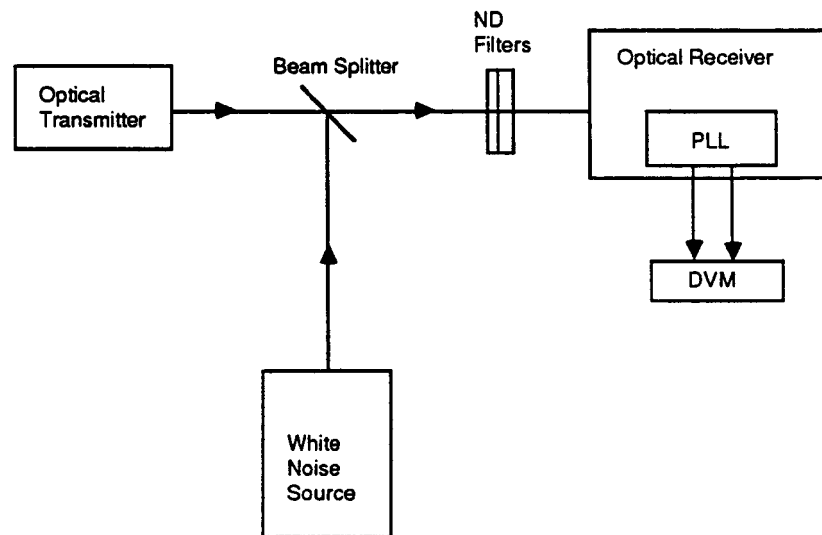 ND
Filters
Optical Receiver
Beam Splitter
Optical
Transmitter
PLL
DVM
White
Noise
Source